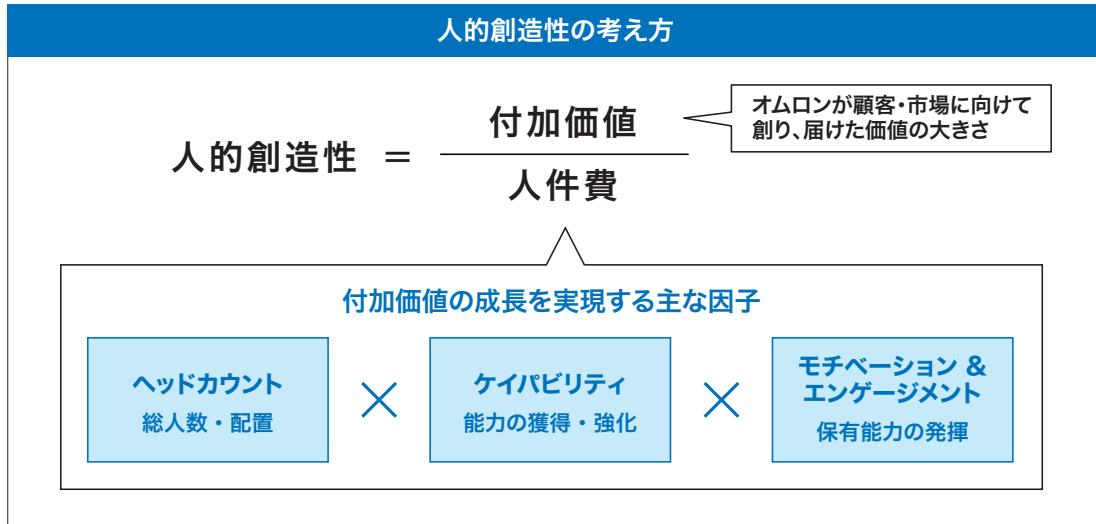 人的創造性の考え方
人的創造性 ＝ 付加価値
人件費
オムロンが顧客・市場に向けて
創り、届けた価値の大きさ
付加価値の成長を実現する主な因子
ヘッドカウント
総人数・配置
×
ケイパビリティ
能力の獲得・強化
×
モチベーション &
エンゲージメント
保有能力の発揮